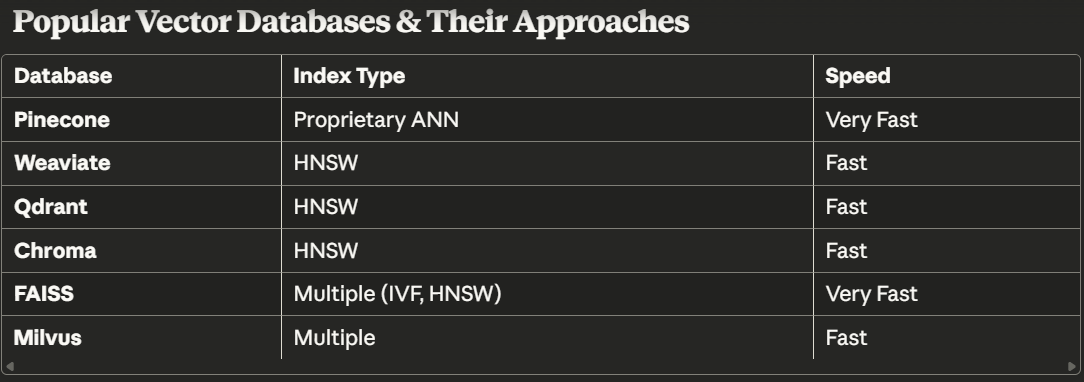 Popular Vector Databases & Their Approaches
Database Index Type Speed
Pinecone Proprietary ANN Very Fast
Weaviate HNSW Fast
Qdrant HNSW Fast
Chroma HNSW Fast
FAISS Multiple (IVF, HNSW) Very Fast
Milvus Multiple Fast